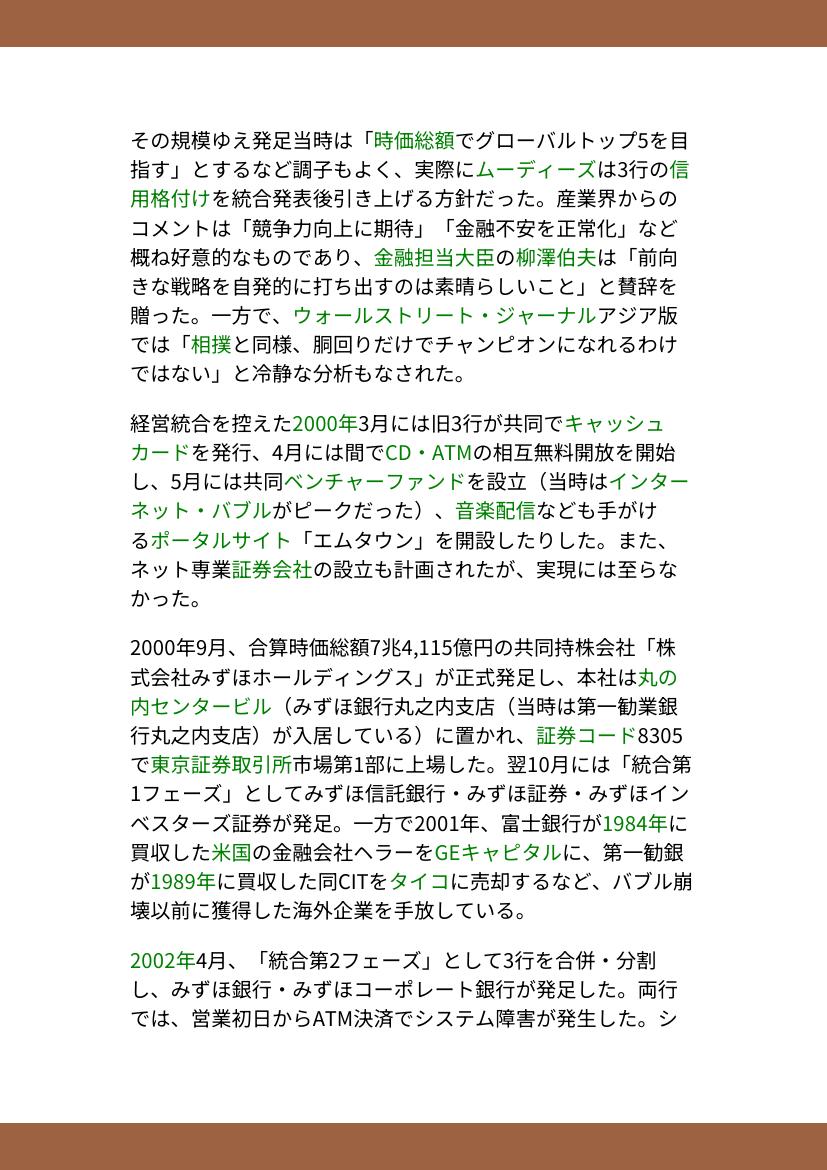 その規模ゆえ発足当時は「時価総額でグローバルトップ5を目
指す」とするなど調子もよく、実際にムーディーズは3行の信
用格付けを統合発表後引き上げる方針だった。産業界からの
コメントは「競争力向上に期待」「金融不安を正常化」など
概ね好意的なものであり、金融担当大臣の柳澤伯夫は「前向
きな戦略を自発的に打ち出すのは素晴らしいこと」と賛辞を
贈った。一方で、ウォールストリート・ジャーナルアジア版
では「相撲と同様、胴回りだけでチャンピオンになれるわけ
ではない」と冷静な分析もなされた。
経営統合を控えた2000年3月には旧3行が共同でキャッシュ
カードを発行、4月には間でCD・ATMの相互無料開放を開始
し、5月には共同ベンチャーファンドを設立（当時はインター
ネット・バブルがピークだった）、音楽配信なども手がけ
るポータルサイト「エムタウン」を開設したりした。また、
ネット専業証券会社の設立も計画されたが、実現には至らな
かった。
2000年9月、合算時価総額7兆4,115億円の共同持株会社「株
式会社みずほホールディングス」が正式発足し、本社は丸の
内センタービル（みずほ銀行丸之内支店（当時は第一勧業銀
行丸之内支店）が入居している）に置かれ、証券コード8305
で東京証券取引所市場第1部に上場した。翌10月には「統合第
1フェーズ」としてみずほ信託銀行・みずほ証券・みずほイン
ベスターズ証券が発足。一方で2001年、富士銀行が1984年に
買収した米国の金融会社ヘラーをGEキャピタルに、第一勧銀
が1989年に買収した同CITをタイコに売却するなど、バブル崩
壊以前に獲得した海外企業を手放している。
2002年4月、「統合第2フェーズ」として3行を合併・分割
し、みずほ銀行・みずほコーポレート銀行が発足した。両行
では、営業初日からATM決済でシステム障害が発生した。シ